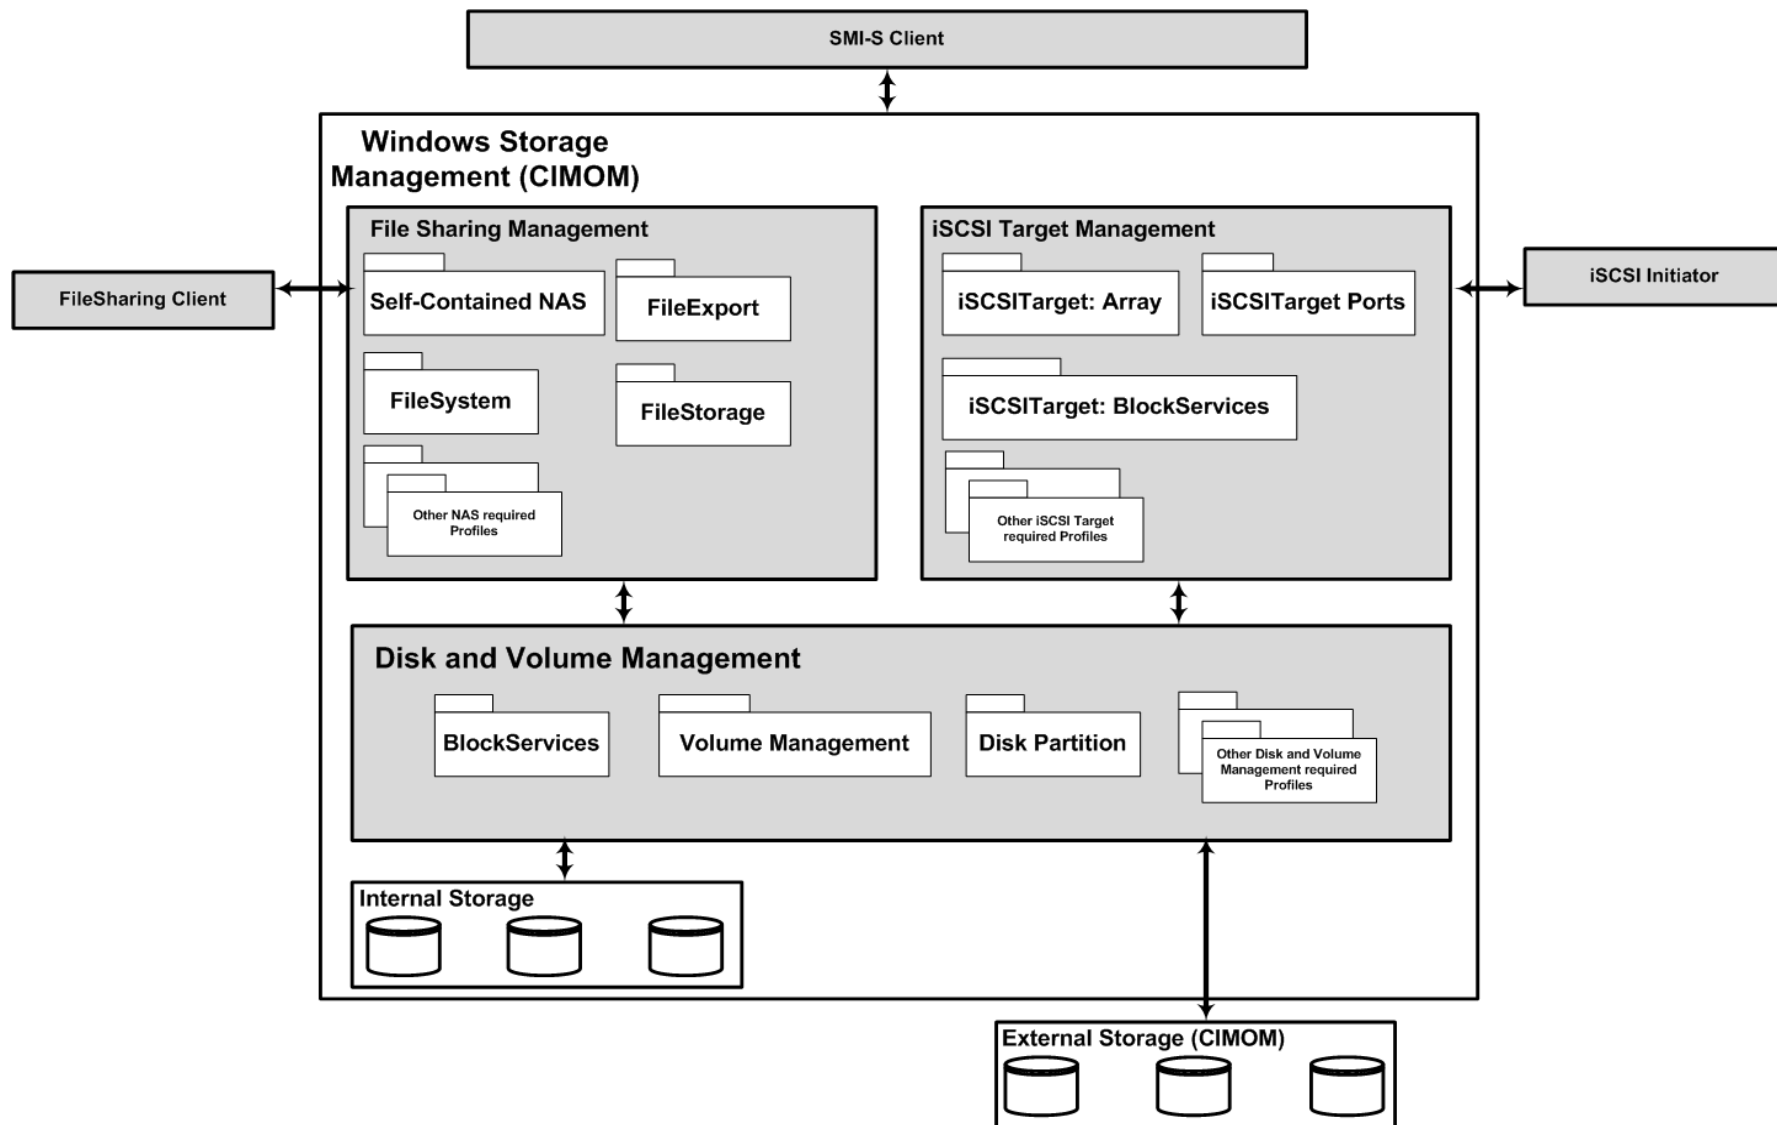 SMI-S Client
Windows Storage
Management (CIMOM)
File Sharing Management
Self-Contained NAS
FileExport
FileSystem
FileStorage
Other NAS required
Profiles
iSCSI Target Management
iSCSITarget: Array
iSCSITarget Ports
iSCSITarget: BlockServices
Other iSCSI Target
required Profiles
FileSharing Client
iSCSI Initiator
Disk and Volume Management
BlockServices
Volume Management
Disk Partition
Other Disk and Volume
Management required
Profiles
Internal Storage
External Storage (CIMOM)